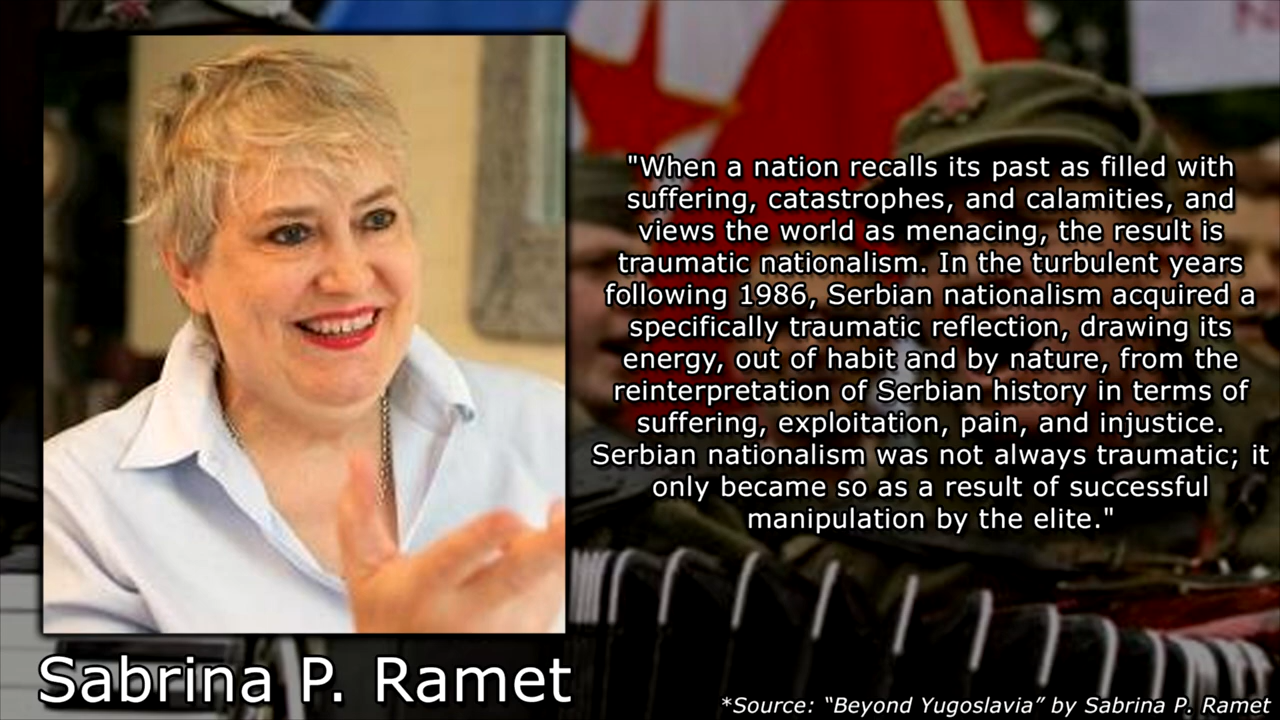 "When a nation recalls its past as filled with
suffering, catastrophes, and calamities, and
views the world as menacing, the result is
traumatic nationalism. In the turbulent years
following 1986, Serbian nationalism acquired a
specifically traumatic reflection, drawing its
energy, out of habit and by nature, from the
reinterpretation of Serbian history in terms of
suffering, exploitation, pain, and injustice.
Serbian nationalism was not always traumatic; it
only became so as a result of successful
manipulation by the elite."
Sabrina P. Ramet
*Source: “Beyond Yugoslavia” by Sabrina P. Ramet